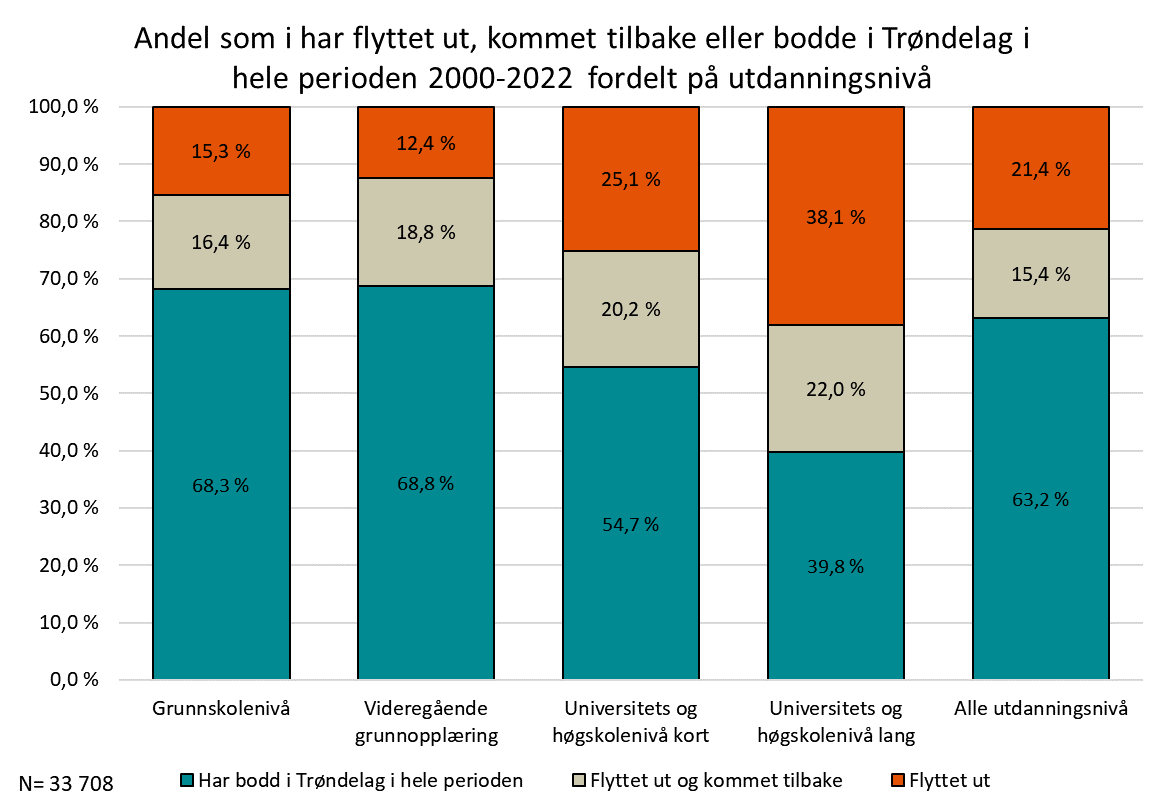 Andel som i har flyttet ut, kommet tilbake eller bodde i Trøndelag i
hele perioden 2000-2022 fordelt på utdanningsnivå
100,0 %
90,0 %
80,0 %
70,0 %
60,0 %
50,0 %
40,0 %
30,0 %
20,0 %
10,0 %
0,0 %
15,3 %
16,4 %
68,3 %
12,4 %
18,8 %
68,8 %
25,1 %
20,2 %
54,7 %
38,1 %
22,0 %
39,8 %
21,4 %
15,4 %
63,2 %
Grunnskolenivå
Videregående
grunnopplæring
Universitets og
høgskolenivå kort
Universitets og
høgskolenivå lang
Alle utdanningsnivå
N= 33 708
Har bodd i Trøndelag i hele perioden
Flyttet ut og kommet tilbake
Flyttet ut